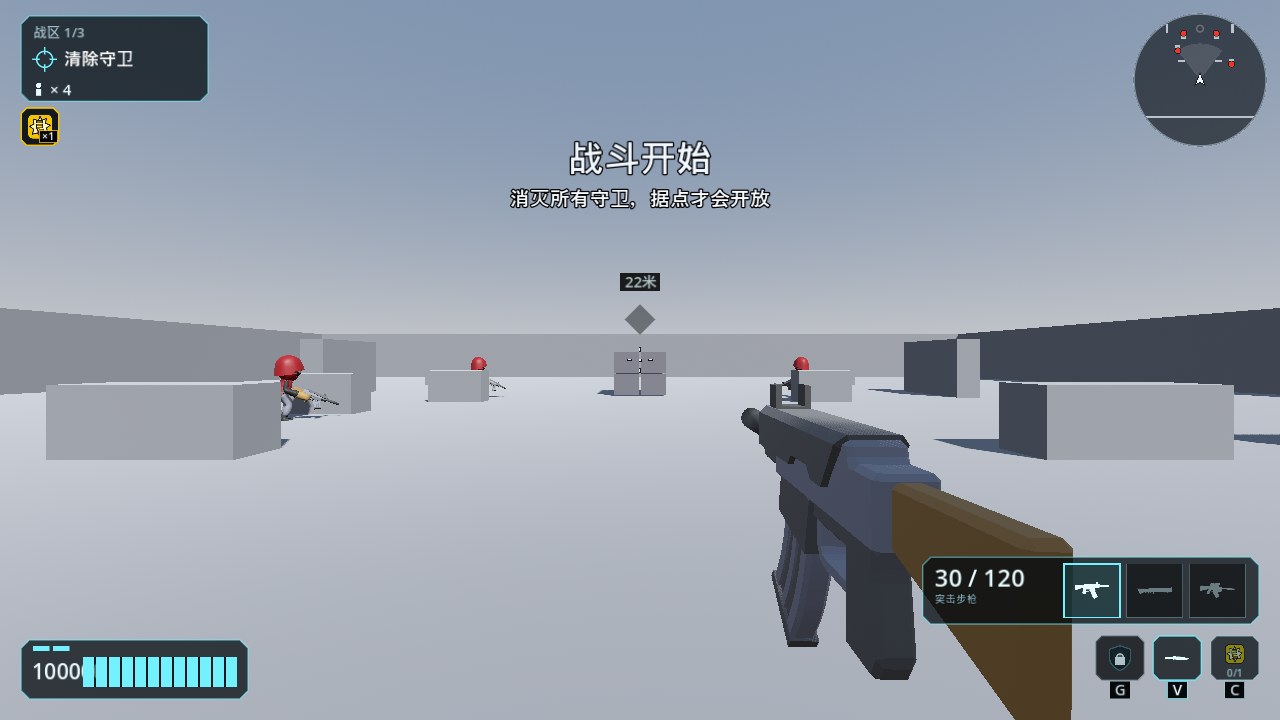 战区 1/3
清除守卫
× 4
×1
战斗开始
消灭所有守卫，据点才会开放
22米
30 / 120
突击步枪
0/1
G
V
C